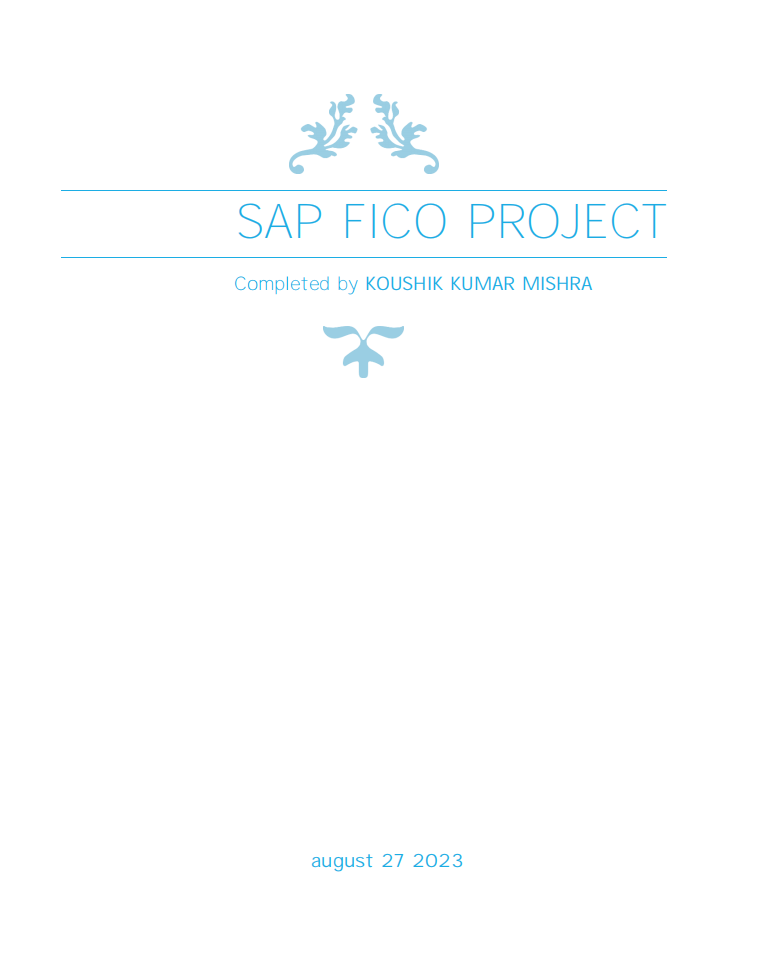 SAP FICO PROJECT
Completed by KOUSHIK KUMAR MISHRA
august 27 2023